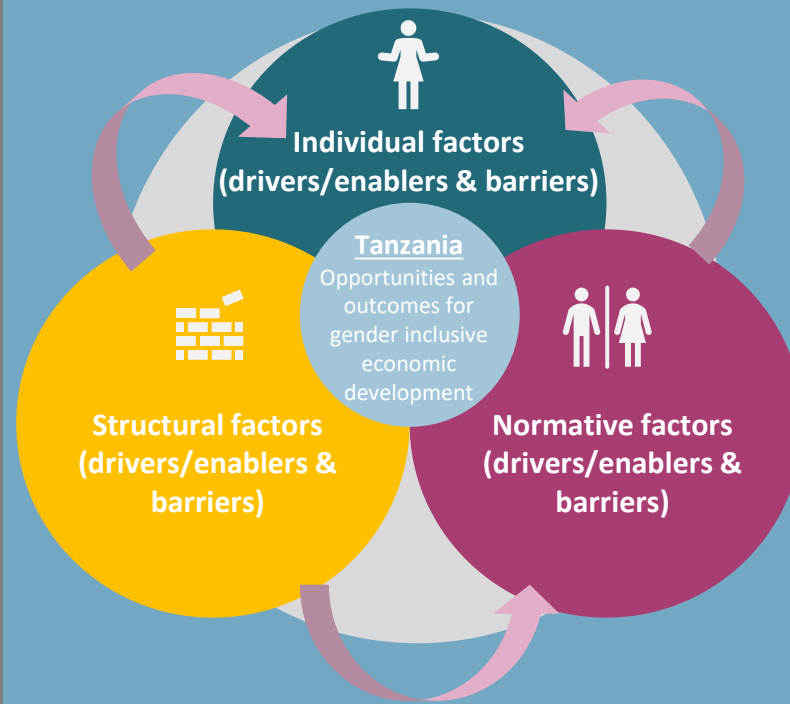 Individual factors
(drivers/enablers & barriers)
Tanzania
Opportunities and
outcomes for
gender inclusive
economic
development
Structural factors
(drivers/enablers &
barriers)
Normative factors
(drivers/enablers &
barriers)